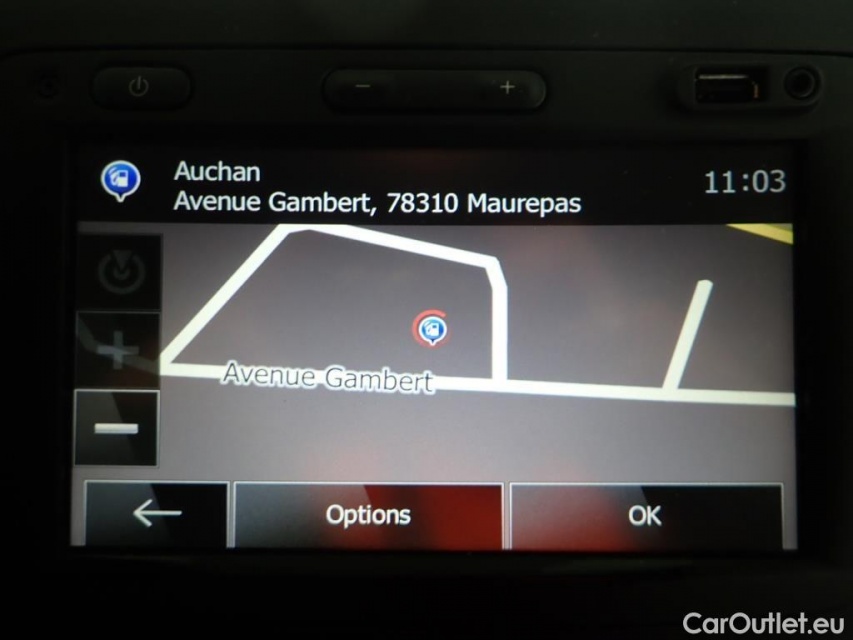 Auchan
11:03
Avenue Gambert, 78310 Maurepas
Avenue Gambert
Options
OK
CarOutlet.eu